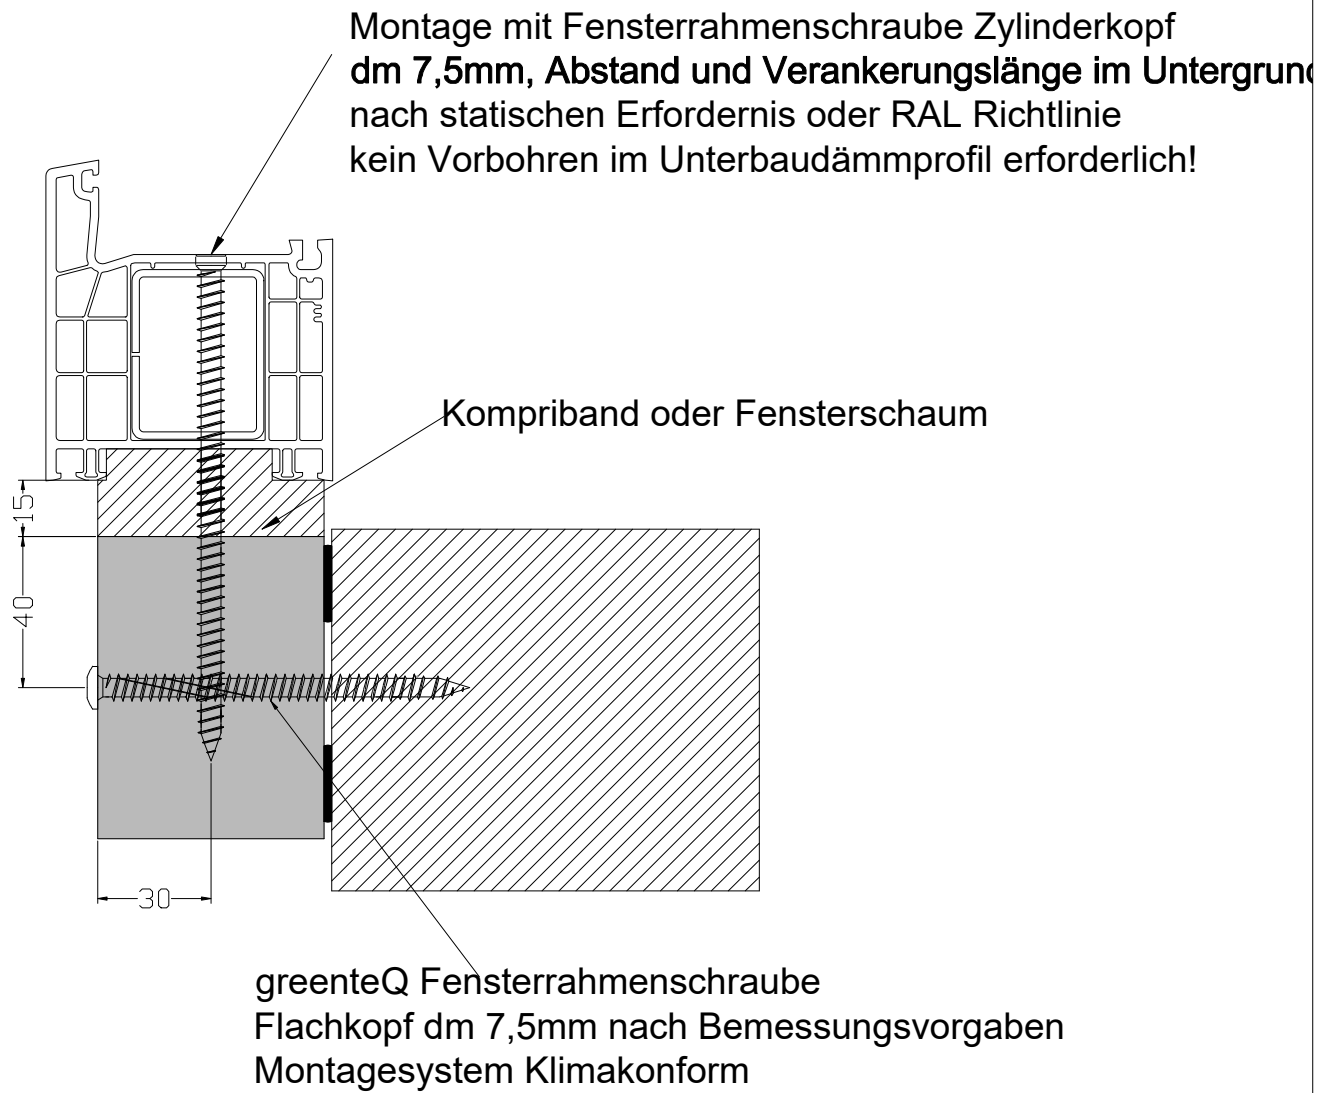 Montage mit Fensterrahmenschraube Zylinderkopf
dm 7,5mm, Abstand und Verankerungslänge im Untergrund
nach statischen Erfordernis oder RAL Richtlinie
kein Vorbohren im Unterbaudämmprofil erforderlich!
Kompriband oder Fensterschaum
15
40
30
greenteQ Fensterrahmenschraube
Flachkopf dm 7,5mm nach Bemessungsvorgaben
Montagesystem Klimakonform